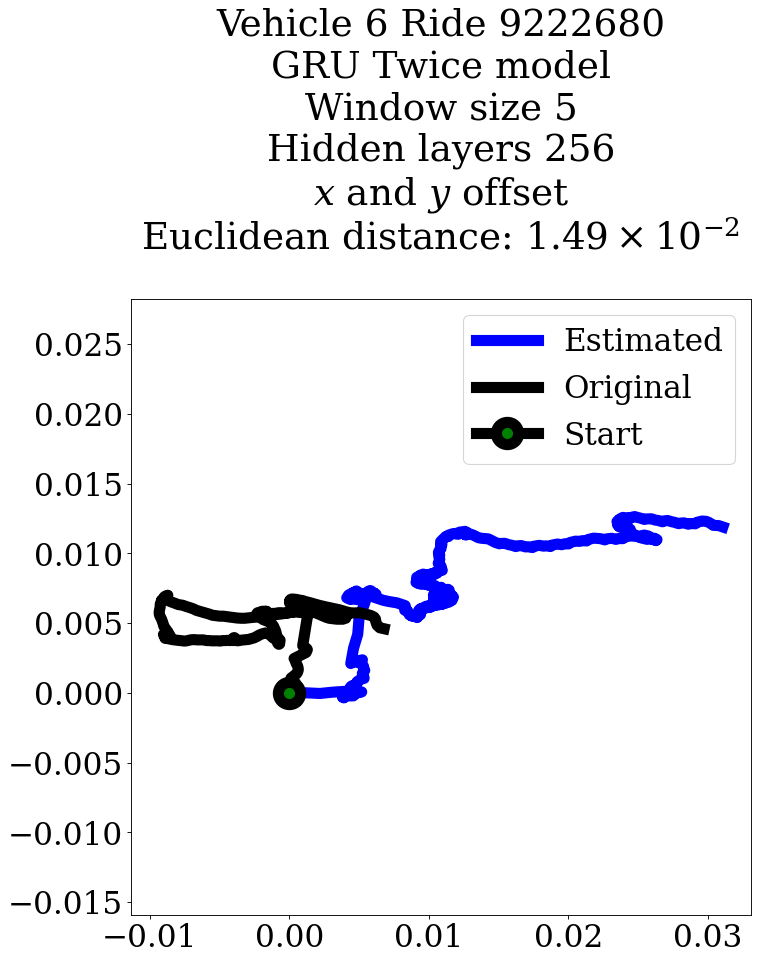 Vehicle 6 Ride 9222680
GRU Twice model
Window size 5
Hidden layers 256
x and y offset
Euclidean distance: 1.49 × 10⁻²
Estimated
Original
Start
0.025
0.020
0.015
0.010
0.005
0.000
−0.005
−0.010
−0.015
−0.01 0.00 0.01 0.02 0.03